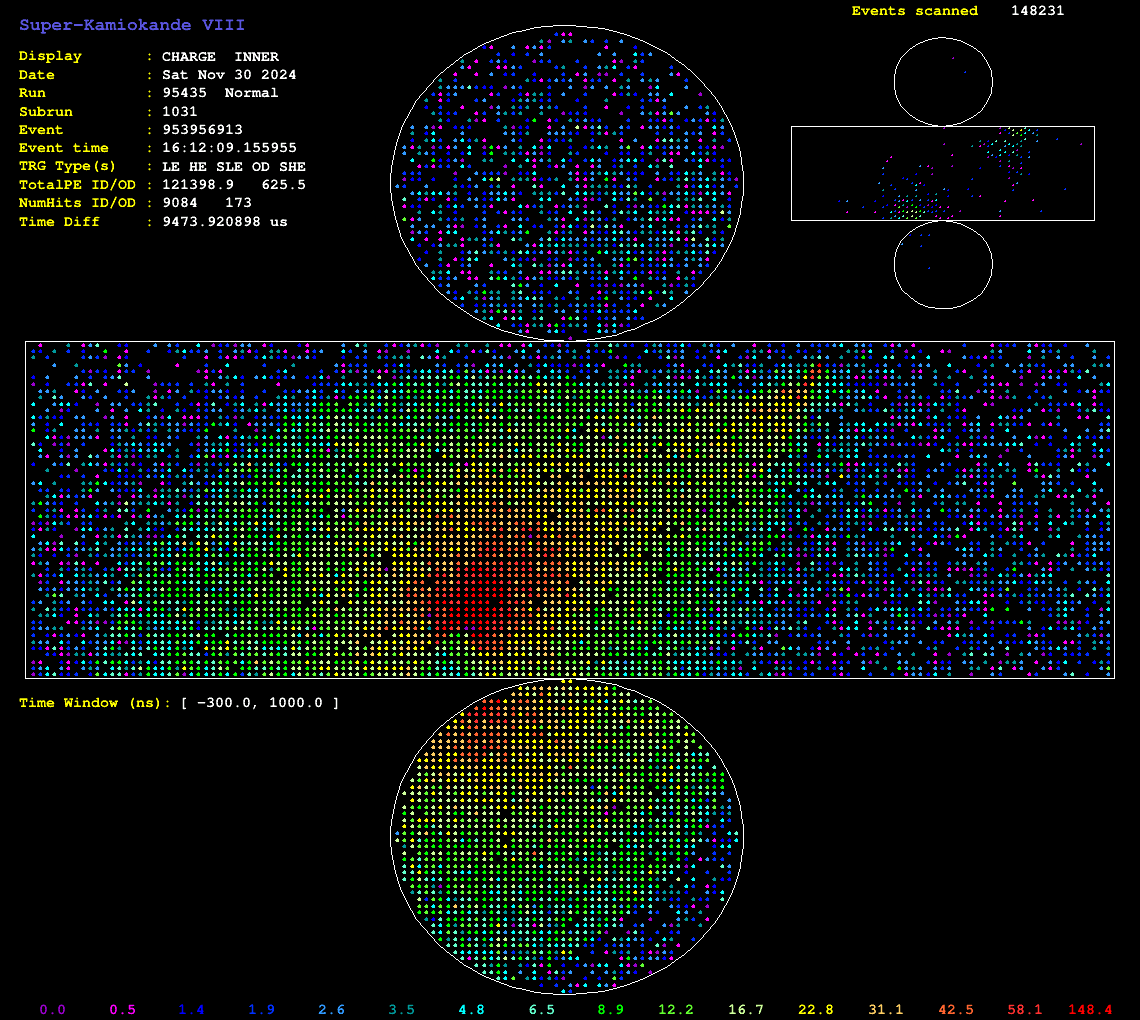 Super-Kamiokande VIII
Events scanned 148231
Display : CHARGE INNER
Date : Sat Nov 30 2024
Run : 95435 Normal
Subrun : 1031
Event : 953956913
Event time : 16:12:09.155955
TRG Type(s) : LE HE SLE OD SHE
TotalPE ID/OD : 121398.9 625.5
NumHits ID/OD : 9084 173
Time Diff : 9473.920898 us
Time Window (ns): [ -300.0, 1000.0 ]
0.0 0.5 1.4 1.9 2.6 3.5 4.8 6.5 8.9 12.2 16.7 22.8 31.1 42.5 58.1 148.4